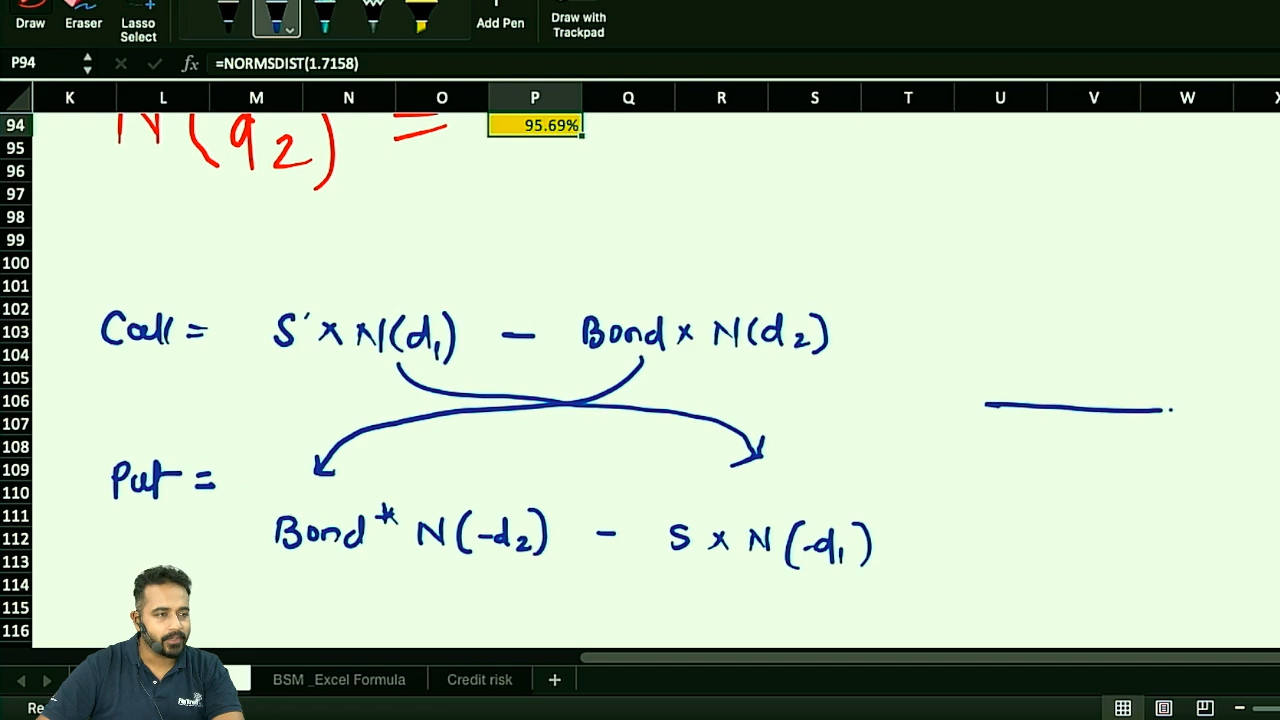 Draw Eraser Lasso Select Add Pen Draw with Trackpad
P94 fx =NORMSDIST(1.7158)
K L M N O P Q R S T U V W X
94 95.69%
N(d2) =
95
96
97
98
99
100
101
102
103
Call = S x N(d1) - Bond x N(d2)
104
105
106
107
108
109
Put =
110
111
112
Bond * N(-d2) - S x N(-d1)
113
114
115
116
BSM _Excel Formula Credit risk +
Re